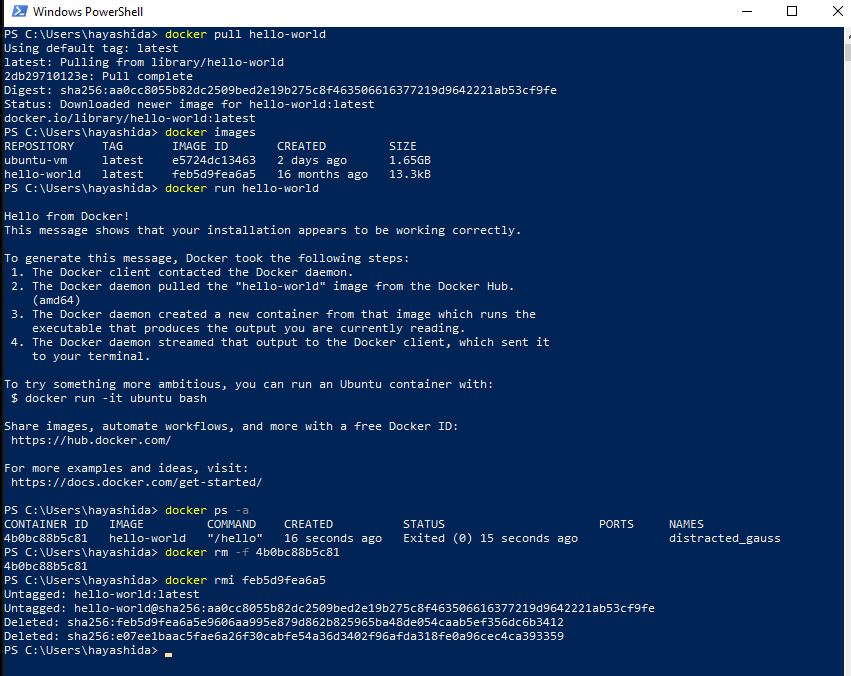 Windows PowerShell
PS C:\Users\hayashida> docker pull hello-world
Using default tag: latest
latest: Pulling from library/hello-world
2db29710123e: Pull complete
Digest: sha256:aa0cc8055b82dc2509bed2e19b275c8f463506616377219d9642221ab53cf9fe
Status: Downloaded newer image for hello-world:latest
docker.io/library/hello-world:latest
PS C:\Users\hayashida> docker images
REPOSITORY    TAG       IMAGE ID       CREATED         SIZE
ubuntu-vm     latest    e5724dc13463   2 days ago      1.65GB
hello-world   latest    feb5d9fea6a5   16 months ago   13.3kB
PS C:\Users\hayashida> docker run hello-world
Hello from Docker!
This message shows that your installation appears to be working correctly.
To generate this message, Docker took the following steps:
 1. The Docker client contacted the Docker daemon.
 2. The Docker daemon pulled the "hello-world" image from the Docker Hub.
    (amd64)
 3. The Docker daemon created a new container from that image which runs the
    executable that produces the output you are currently reading.
 4. The Docker daemon streamed that output to the Docker client, which sent it
    to your terminal.
To try something more ambitious, you can run an Ubuntu container with:
 $ docker run -it ubuntu bash
Share images, automate workflows, and more with a free Docker ID:
 https://hub.docker.com/
For more examples and ideas, visit:
 https://docs.docker.com/get-started/
PS C:\Users\hayashida> docker ps -a
CONTAINER ID   IMAGE         COMMAND    CREATED          STATUS                      PORTS     NAMES
4b0bc88b5c81   hello-world   "/hello"   16 seconds ago   Exited (0) 15 seconds ago             distracted_gauss
PS C:\Users\hayashida> docker rm -f 4b0bc88b5c81
4b0bc88b5c81
PS C:\Users\hayashida> docker rmi feb5d9fea6a5
Untagged: hello-world:latest
Untagged: hello-world@sha256:aa0cc8055b82dc2509bed2e19b275c8f463506616377219d9642221ab53cf9fe
Deleted: sha256:feb5d9fea6a5e9606aa995e879d862b825965ba48de054caab5ef356dc6b3412
Deleted: sha256:e07ee1baac5fae6a26f30cabfe54a36d3402f96afda318fe0a96cec4ca393359
PS C:\Users\hayashida>